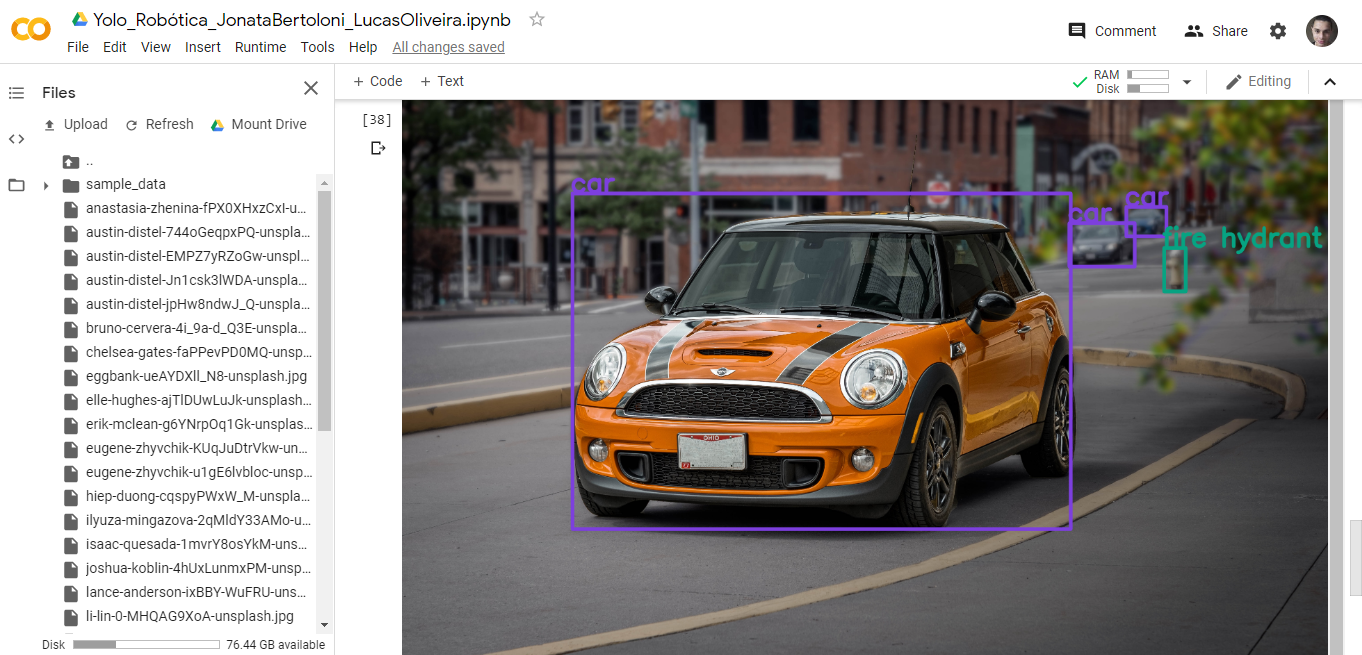 Yolo_Robótica_JonataBertoloni_LucasOliveira.ipynb
File Edit View Insert Runtime Tools Help All changes saved
Comment Share
Files
Upload Refresh Mount Drive
..
sample_data
anastasia-zhenina-fPX0XHxzCxI-u...
austin-distel-744oGeqpxPQ-unspla...
austin-distel-EMPZ7yRZoGw-unspl...
austin-distel-Jn1csk3lWDA-unspla...
austin-distel-jpHw8ndwJ_Q-unspla...
bruno-cervera-4i_9a-d_Q3E-unspla...
chelsea-gates-faPPevPD0MQ-unsp...
eggbank-ueAYDXll_N8-unsplash.jpg
elle-hughes-ajTlDUwLuJk-unsplash...
erik-mclean-g6YNrpOq1Gk-unsplas...
eugene-zhyvchik-KUqJuDtrVkw-un...
eugene-zhyvchik-u1gE6lvbloc-unsp...
hiep-duong-cqspyPWxW_M-unspla...
ilyuza-mingazova-2qMldY33AMo-u...
isaac-quesada-1mvrY8osYkM-uns...
joshua-koblin-4hUxLunmxPM-unsp...
lance-anderson-ixBBY-WuFRU-uns...
li-lin-0-MHQAG9XoA-unsplash.jpg
Disk 76.44 GB available
+ Code + Text
RAM
Disk
Editing
[38]
car
car
car
fire hydrant
OHIO